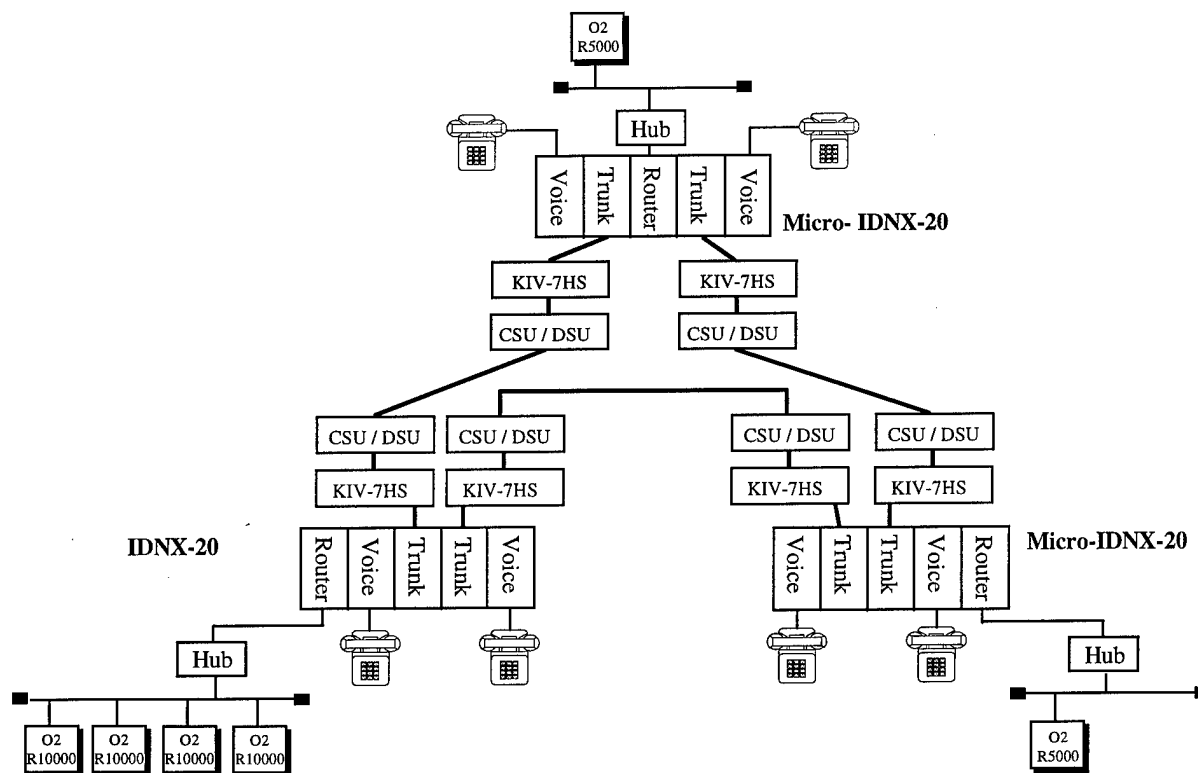 O2
R5000
Hub
Voice
Trunk
Router
Trunk
Voice
Micro- IDNX-20
KIV-7HS
KIV-7HS
CSU / DSU
CSU / DSU
CSU / DSU
CSU / DSU
CSU / DSU
CSU / DSU
KIV-7HS
KIV-7HS
KIV-7HS
KIV-7HS
IDNX-20
Router
Voice
Trunk
Trunk
Voice
Voice
Trunk
Trunk
Voice
Router
Micro-IDNX-20
Hub
Hub
O2
R10000
O2
R10000
O2
R10000
O2
R10000
O2
R5000